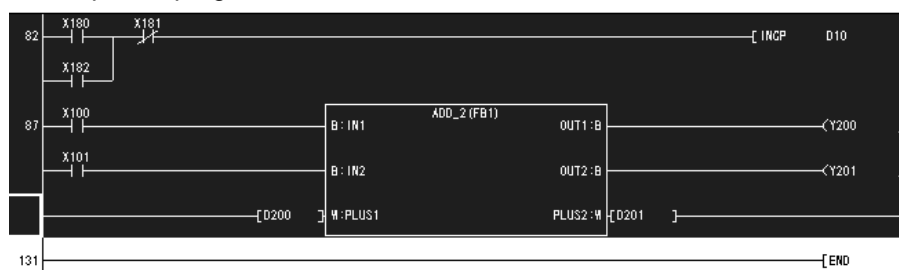 X180 X181
82 [ INCP D10
X182
X100 ADD_2(FB1)
87 B:IN1 OUT1:B (Y200
X101
B:IN2 OUT2:B (Y201
[D200 ] W:PLUS1 PLUS2:W [D201 ]
131 [ END